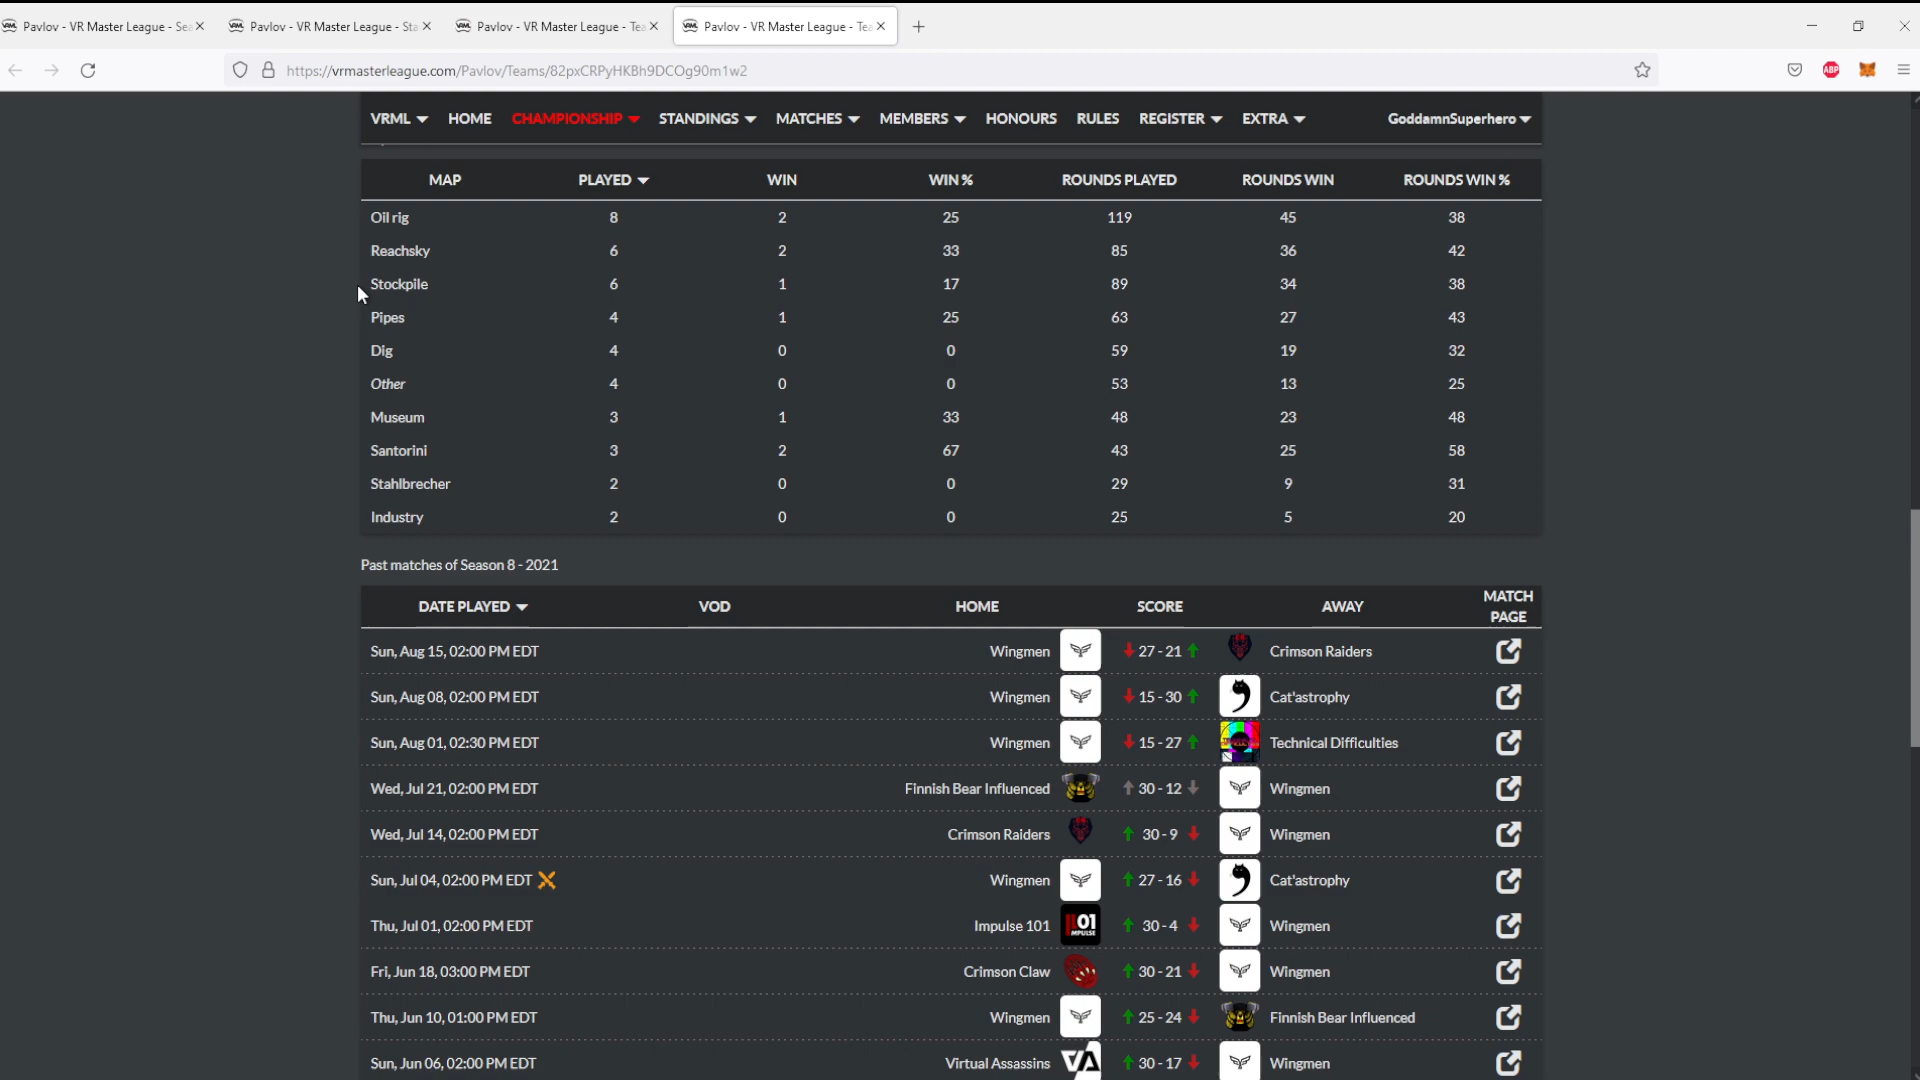 Pavlov - VR Master League - Sea
Pavlov - VR Master League - Sta
Pavlov - VR Master League - Tea
Pavlov - VR Master League - Tea
https://vrmasterleague.com/Pavlov/Teams/82pxCRPyHKBh9DCOg90m1w2
ABP
VRML HOME CHAMPIONSHIP STANDINGS MATCHES MEMBERS HONOURS RULES REGISTER EXTRA GoddamnSuperhero
MAP PLAYED WIN WIN % ROUNDS PLAYED ROUNDS WIN ROUNDS WIN %
Oil rig 8 2 25 119 45 38
Reachsky 6 2 33 85 36 42
Stockpile 6 1 17 89 34 38
Pipes 4 1 25 63 27 43
Dig 4 0 0 59 19 32
Other 4 0 0 53 13 25
Museum 3 1 33 48 23 48
Santorini 3 2 67 43 25 58
Stahlbrecher 2 0 0 29 9 31
Industry 2 0 0 25 5 20
Past matches of Season 8 - 2021
DATE PLAYED VOD HOME SCORE AWAY MATCH PAGE
Sun, Aug 15, 02:00 PM EDT Wingmen 27 - 21 Crimson Raiders
Sun, Aug 08, 02:00 PM EDT Wingmen 15 - 30 Cat'astrophy
Sun, Aug 01, 02:30 PM EDT Wingmen 15 - 27 Technical Difficulties
Wed, Jul 21, 02:00 PM EDT Finnish Bear Influenced 30 - 12 Wingmen
Wed, Jul 14, 02:00 PM EDT Crimson Raiders 30 - 9 Wingmen
Sun, Jul 04, 02:00 PM EDT Wingmen 27 - 16 Cat'astrophy
Thu, Jul 01, 02:00 PM EDT Impulse 101 30 - 4 Wingmen
Fri, Jun 18, 03:00 PM EDT Crimson Claw 30 - 21 Wingmen
Thu, Jun 10, 01:00 PM EDT Wingmen 25 - 24 Finnish Bear Influenced
Sun, Jun 06, 02:00 PM EDT Virtual Assassins VA 30 - 17 Wingmen